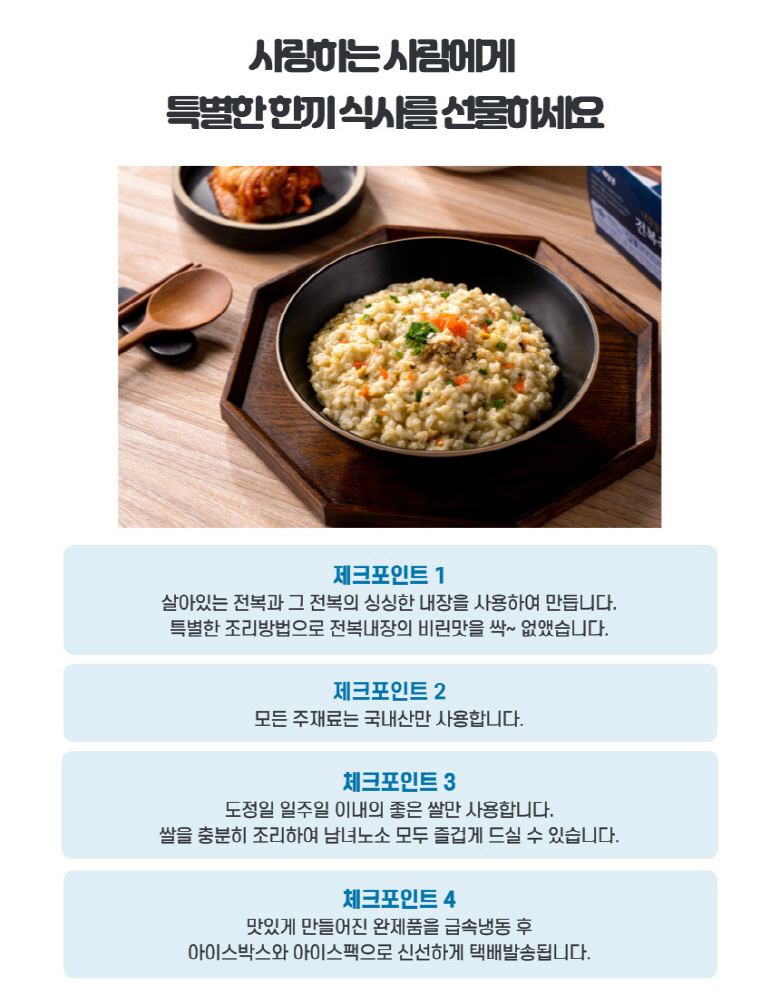 사랑하는 사람에게
특별한 한끼 식사를 선물하세요
전복
제크포인트 1
살아있는 전복과 그 전복의 싱싱한 내장을 사용하여 만듭니다.
특별한 조리방법으로 전복내장의 비린맛을 싹~ 없앴습니다.
제크포인트 2
모든 주재료는 국내산만 사용합니다.
체크포인트 3
도정일 일주일 이내의 좋은 쌀만 사용합니다.
쌀을 충분히 조리하여 남녀노소 모두 즐겁게 드실 수 있습니다.
체크포인트 4
맛있게 만들어진 완제품을 급속냉동 후
아이스박스와 아이스팩으로 신선하게 택배발송됩니다.